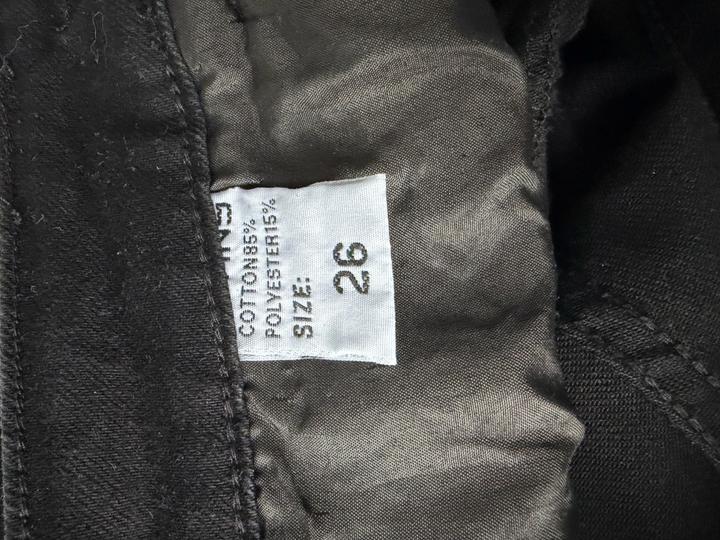 COTTON85%
POLYESTER15%
SIZE:
26